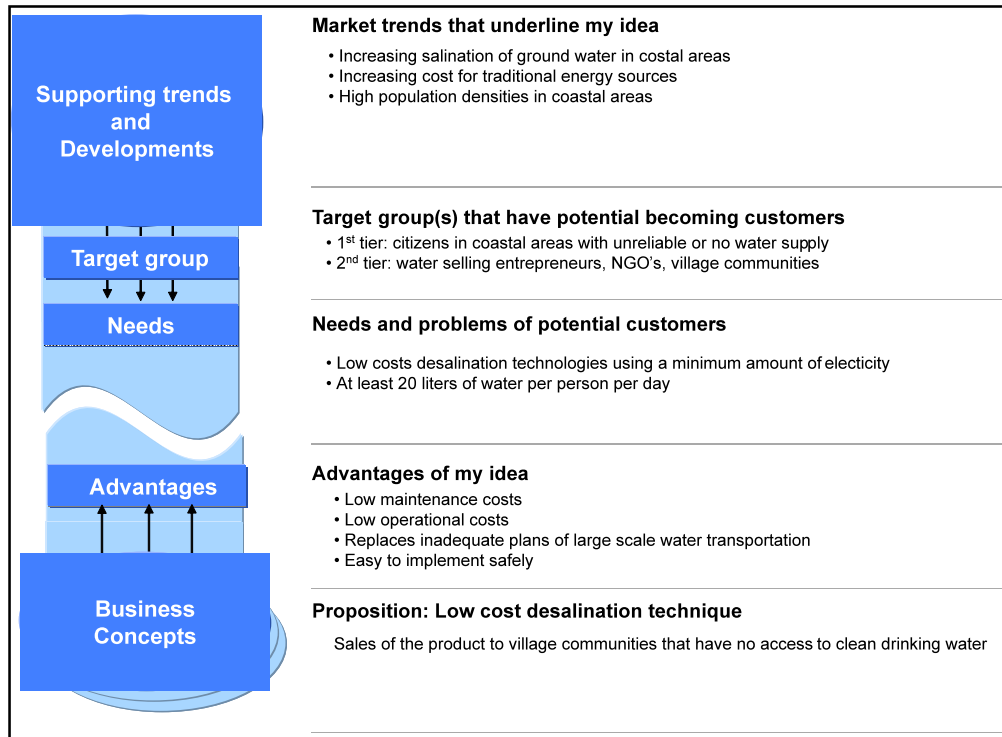 Supporting trends
and
Developments
Market trends that underline my idea
• Increasing salination of ground water in costal areas
• Increasing cost for traditional energy sources
• High population densities in coastal areas
Target group
Target group(s) that have potential becoming customers
• 1st tier: citizens in coastal areas with unreliable or no water supply
• 2nd tier: water selling entrepreneurs, NGO's, village communities
Needs
Needs and problems of potential customers
• Low costs desalination technologies using a minimum amount of electicity
• At least 20 liters of water per person per day
Advantages
Advantages of my idea
• Low maintenance costs
• Low operational costs
• Replaces inadequate plans of large scale water transportation
• Easy to implement safely
Business
Concepts
Proposition: Low cost desalination technique
Sales of the product to village communities that have no access to clean drinking water